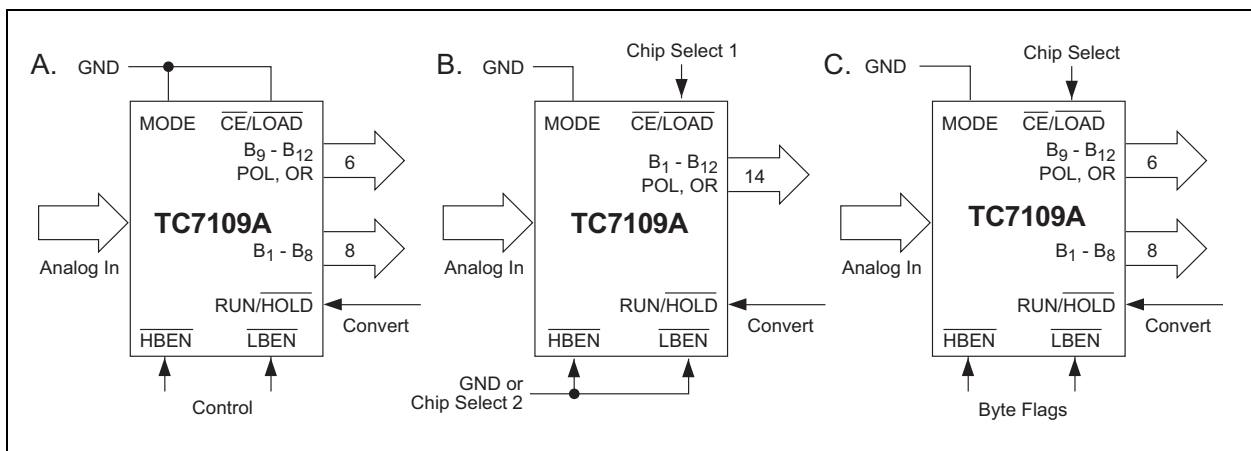 A.
GND
MODE
CE/LOAD
B9 - B12
POL, OR
6
TC7109A
B1 - B8
8
Analog In
RUN/HOLD
Convert
HBEN
LBEN
Control
B.
GND
Chip Select 1
MODE
CE/LOAD
B1 - B12
POL, OR
14
TC7109A
Analog In
RUN/HOLD
Convert
HBEN
LBEN
GND or
Chip Select 2
C.
GND
Chip Select
MODE
CE/LOAD
B9 - B12
POL, OR
6
TC7109A
B1 - B8
8
Analog In
RUN/HOLD
Convert
HBEN
LBEN
Byte Flags